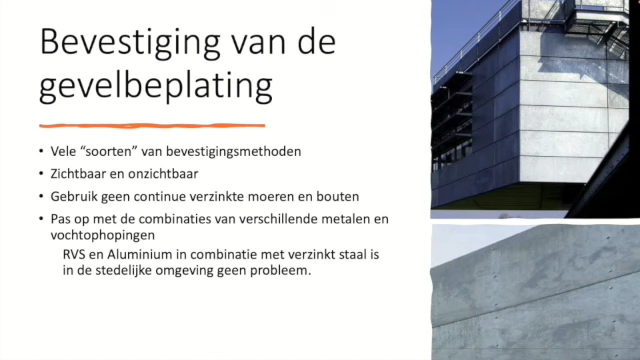 Bevestiging van de
gevelbeplating
• Vele “soorten” van bevestigingsmethoden
• Zichtbaar en onzichtbaar
• Gebruik geen continue verzinkte moeren en bouten
• Pas op met de combinaties van verschillende metalen en
vochtophopingen
RVS en Aluminium in combinatie met verzinkt staal is
in de stedelijke omgeving geen probleem.